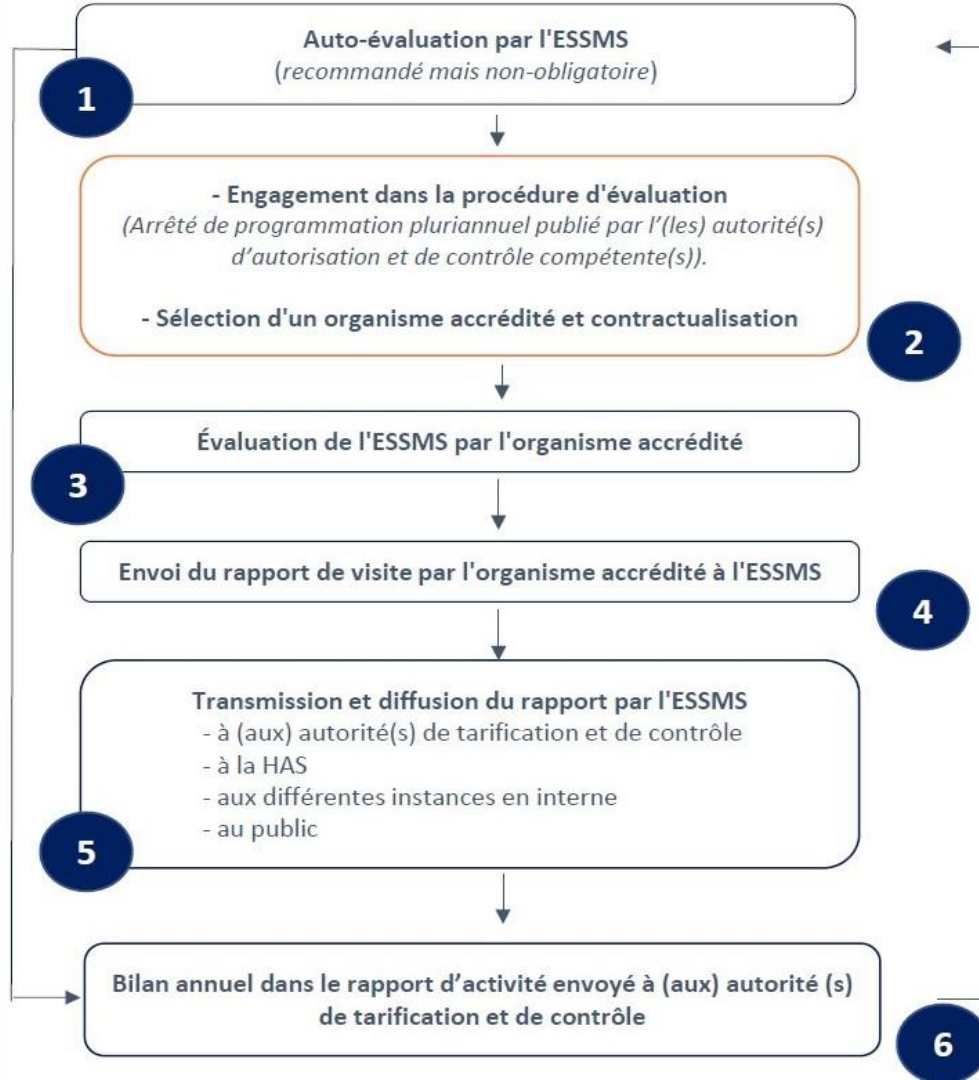 Auto-évaluation par l'ESSMS
(recommandé mais non-obligatoire)
1
- Engagement dans la procédure d'évaluation
(Arrêté de programmation pluriannuel publié par l'(les) autorité(s)
d'autorisation et de contrôle compétente(s)).
- Sélection d'un organisme accrédité et contractualisation
2
Évaluation de l'ESSMS par l'organisme accrédité
3
Envoi du rapport de visite par l'organisme accrédité à l'ESSMS
4
Transmission et diffusion du rapport par l'ESSMS
- à (aux) autorité(s) de tarification et de contrôle
- à la HAS
- aux différentes instances en interne
- au public
5
Bilan annuel dans le rapport d’activité envoyé à (aux) autorité (s)
de tarification et de contrôle
6